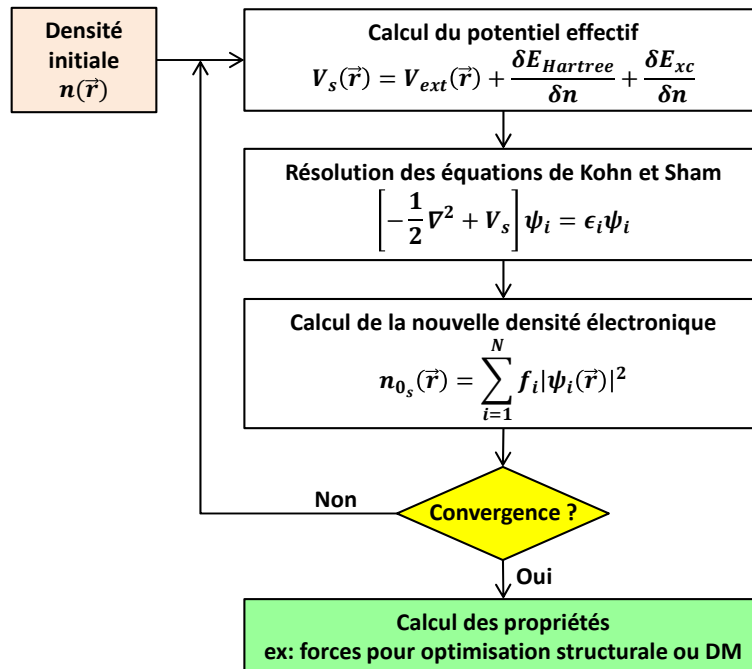 Densité
initiale
n(r⃗)
Calcul du potentiel effectif
V_s(r⃗) = V_ext(r⃗) + δE_Hartree/δn + δE_xc/δn
Résolution des équations de Kohn et Sham
[−1/2 ∇² + V_s] ψ_i = ϵ_i ψ_i
Calcul de la nouvelle densité électronique
n_{0_s}(r⃗) = ∑_{i=1}^{N} f_i|ψ_i(r⃗)|²
Non
Convergence ?
Oui
Calcul des propriétés
ex: forces pour optimisation structurale ou DM